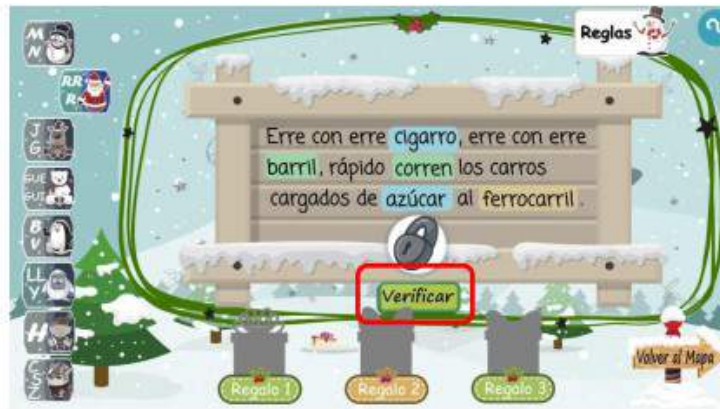 Reglas
M
N
RR
R
J
G
GUE
GUI
B
V
LL
Y
H
C
S
Z
Erre con erre cigarro, erre con erre
barril, rápido corren los carros
cargados de azúcar al ferrocarril.
Verificar
Regalo 1
Regalo 2
Regalo 3
Volver al Mapa